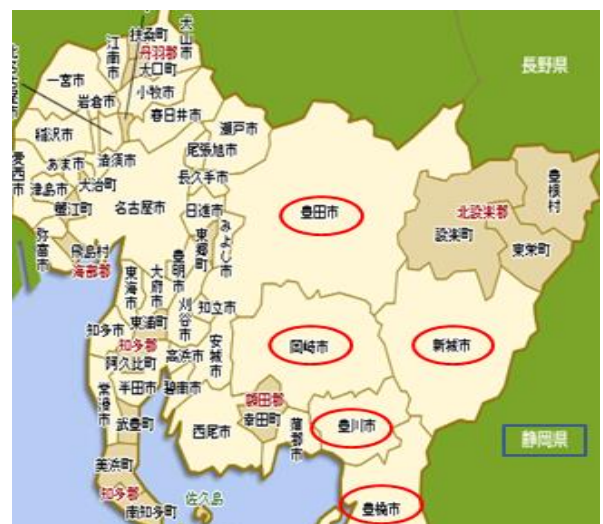 犬山市
扶桑町
江南市
丹羽郡
大口町
長野県
一宮市
小牧市
岩倉市
春日井市
稲沢市
瀬戸市
尾張旭市
あま市
清須市
愛西市
津島市
大治町
長久手市
豊根村
蟹江町
名古屋市
日進市
豊田市
北設楽郡
設楽町
東栄町
みよし市
東郷町
弥富市
飛島村
海部郡
豊明市
大府市
東海市
刈谷市
知立市
東浦町
知多市
知多郡
安城市
岡崎市
新城市
高浜市
阿久比町
半田市
碧南市
常滑市
額田郡
幸田町
武豊町
西尾市
蒲郡市
豊川市
静岡県
美浜町
知多郡
佐久島
南知多町
豊橋市